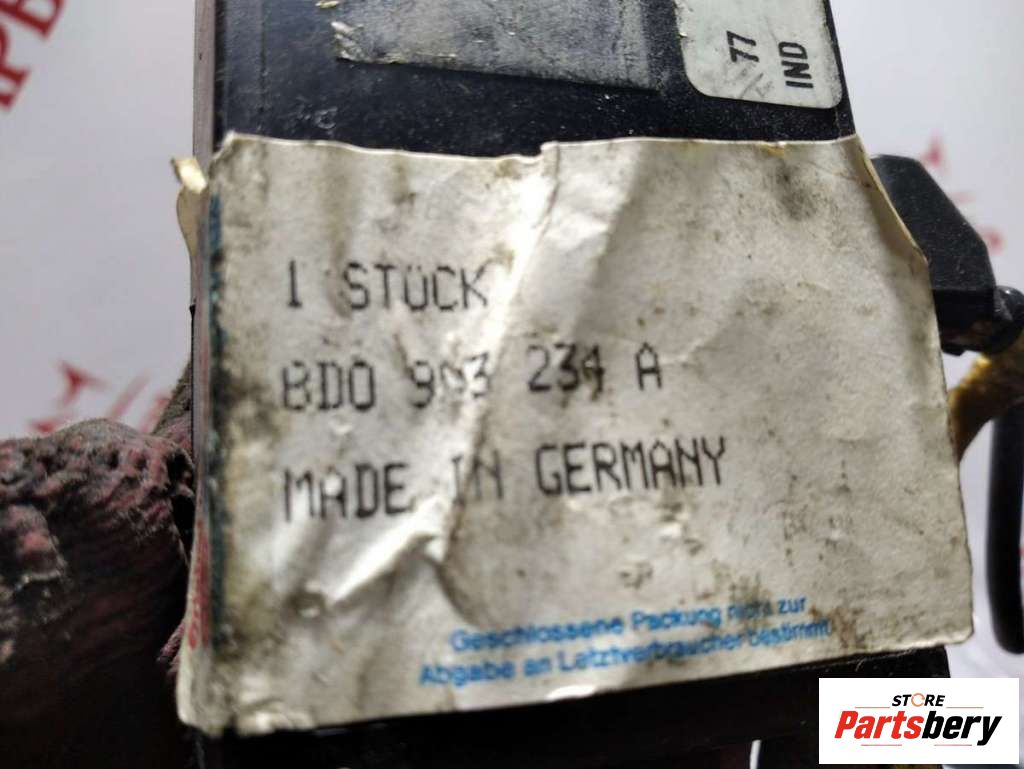 77
IND
1 STÜCK
8D0 903 234 A
MADE IN GERMANY
Geschlossene Packung nicht zur
Abgabe an Letztverbraucher bestimmt
STORE
Partsbery